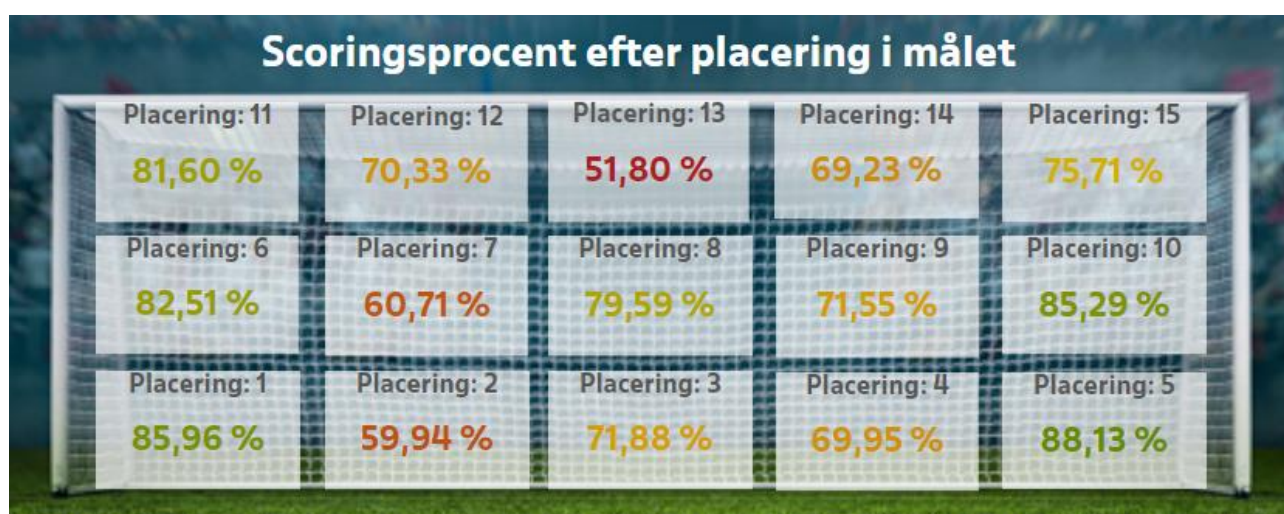 Scoringsprocent efter placering i målet
Placering: 11 Placering: 12 Placering: 13 Placering: 14 Placering: 15
81,60 % 70,33 % 51,80 % 69,23 % 75,71 %
Placering: 6 Placering: 7 Placering: 8 Placering: 9 Placering: 10
82,51 % 60,71 % 79,59 % 71,55 % 85,29 %
Placering: 1 Placering: 2 Placering: 3 Placering: 4 Placering: 5
85,96 % 59,94 % 71,88 % 69,95 % 88,13 %